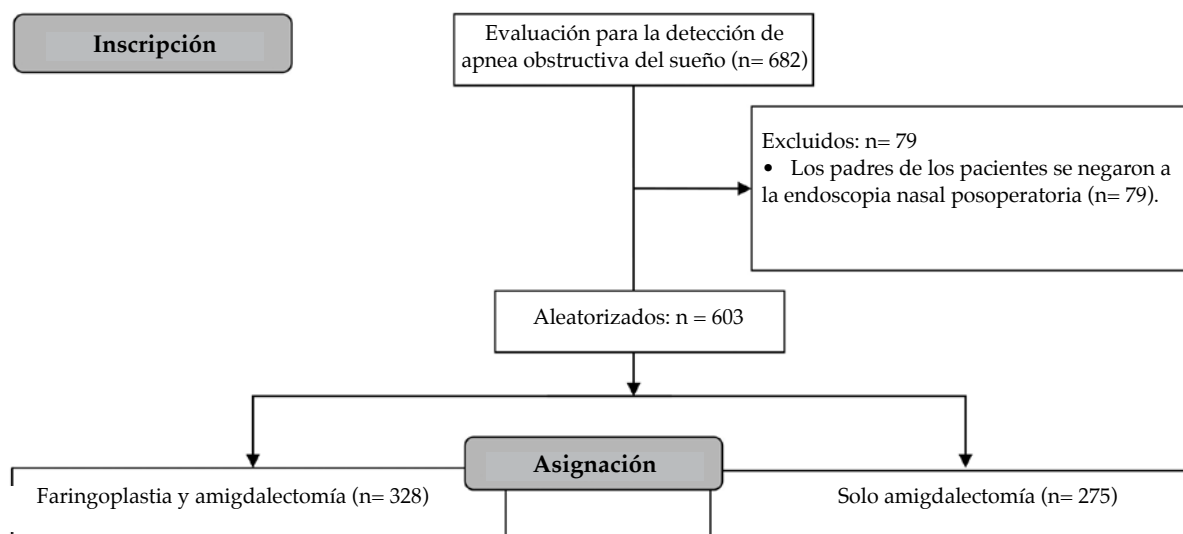 Inscripción
Evaluación para la detección de
apnea obstructiva del sueño (n= 682)
Excluidos: n= 79
• Los padres de los pacientes se negaron a
la endoscopia nasal posoperatoria (n= 79).
Aleatorizados: n = 603
Asignación
Faringoplastia y amigdalectomía (n= 328)
Solo amigdalectomía (n= 275)